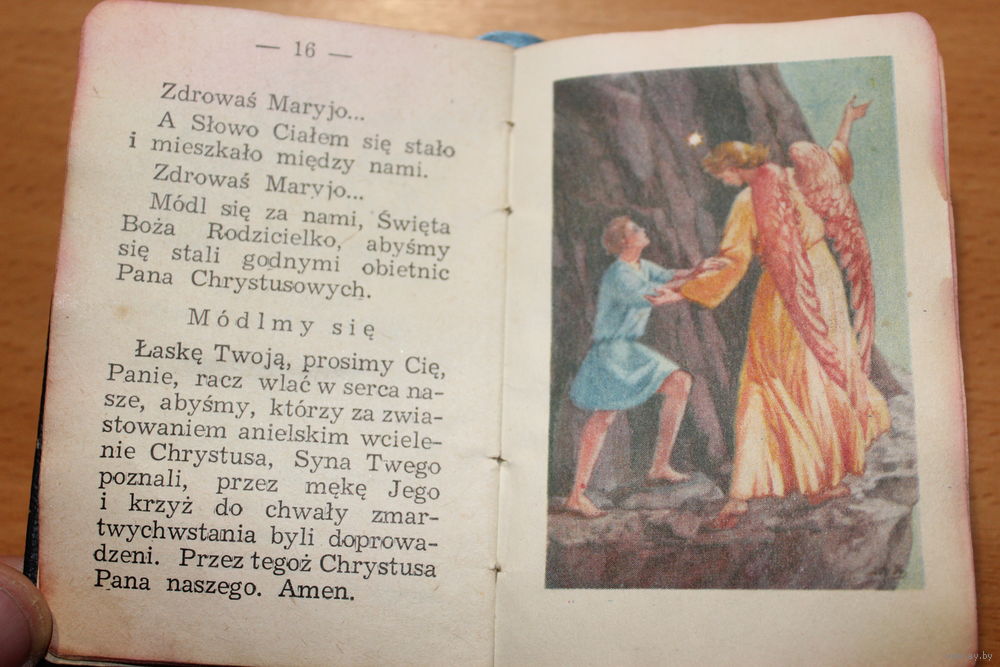 — 16 —
Zdrowaś Maryjo...
A Słowo Ciałem się stało
i mieszkało między nami.
Zdrowaś Maryjo...
Módl się za nami, Święta
Boża Rodzicielko, abyśmy
się stali godnymi obietnic
Pana Chrystusowych.
Módlmy się
Łaskę Twoją, prosimy Cię,
Panie, racz wlać w serca na-
sze, abyśmy, którzy za zwia-
stowaniem anielskim wciele-
nie Chrystusa, Syna Twego
poznali, przez mękę Jego
i krzyż do chwały zmar-
twychwstania byli doprowa-
dzeni. Przez tegoż Chrystusa
Pana naszego. Amen.